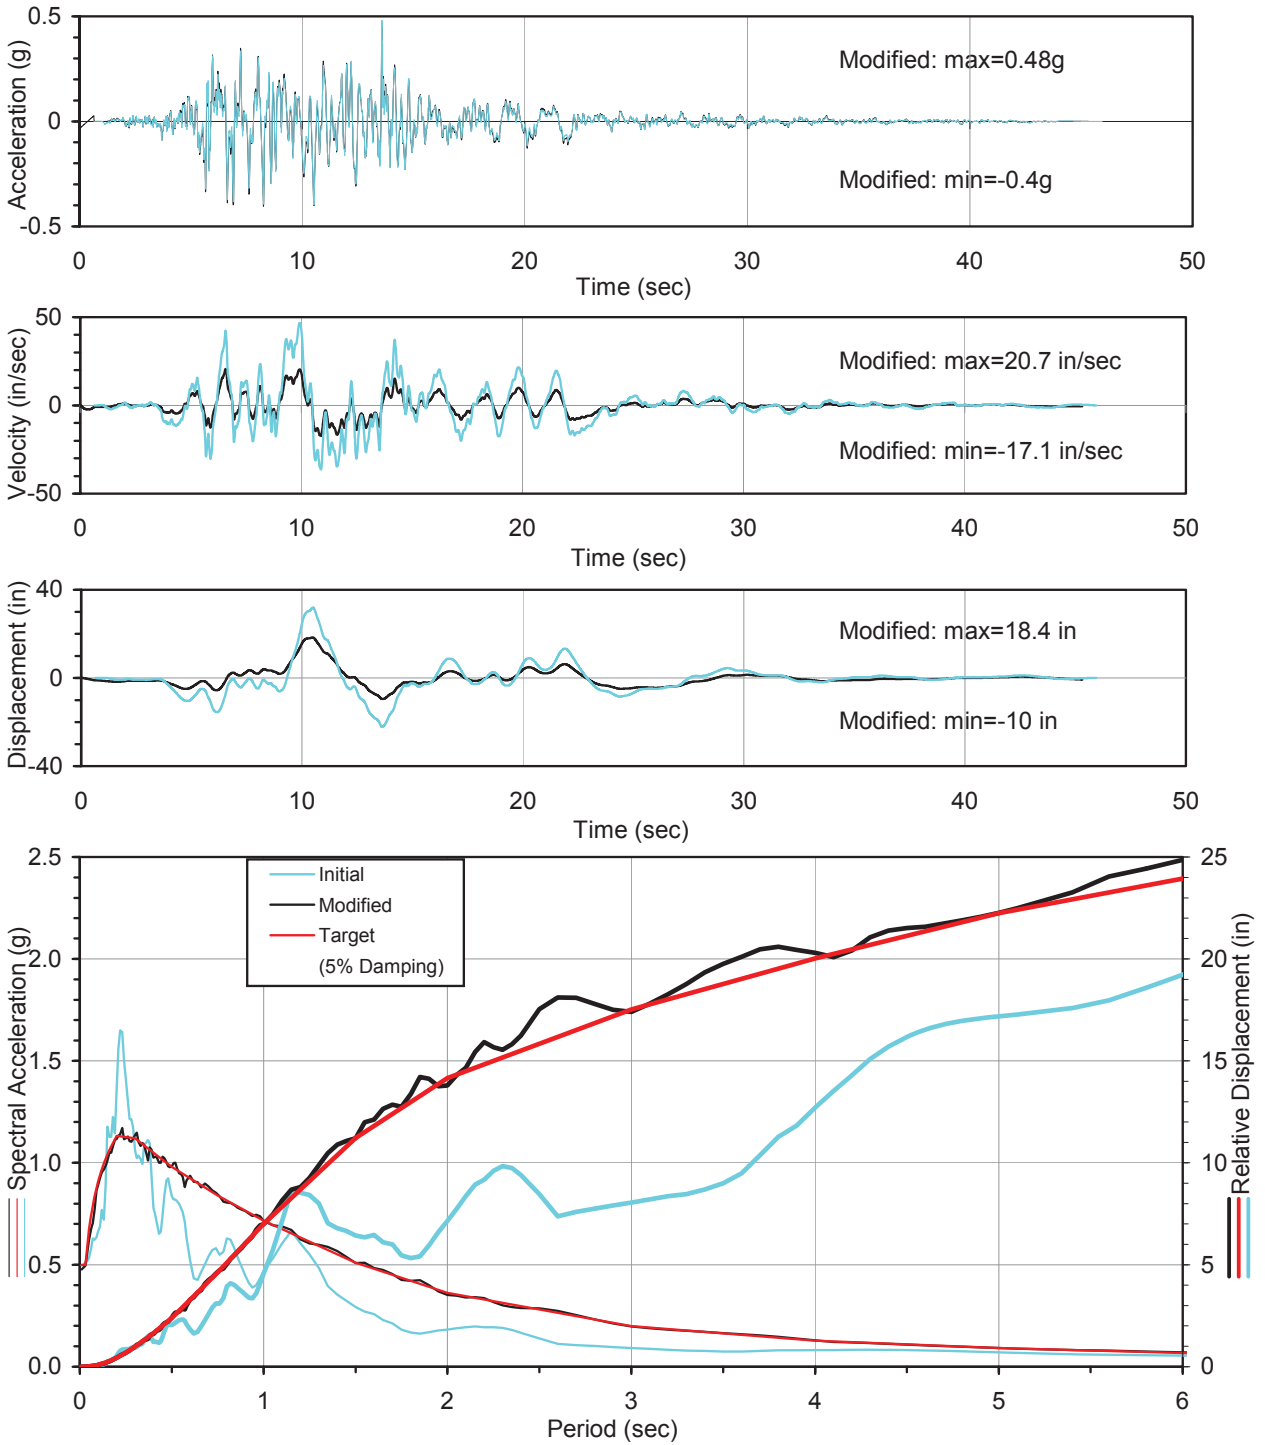 0.5
0
-0.5
Acceleration (g)
Modified: max=0.48g
Modified: min=-0.4g
0 10 20 30 40 50
Time (sec)
50
0
-50
Velocity (in/sec)
Modified: max=20.7 in/sec
Modified: min=-17.1 in/sec
0 10 20 30 40 50
Time (sec)
40
0
-40
Displacement (in)
Modified: max=18.4 in
Modified: min=-10 in
0 10 20 30 40 50
Time (sec)
2.5
2.0
1.5
1.0
0.5
0.0
Spectral Acceleration (g)
Initial
Modified
Target
(5% Damping)
25
20
15
10
5
0
Relative Displacement (in)
0 1 2 3 4 5 6
Period (sec)